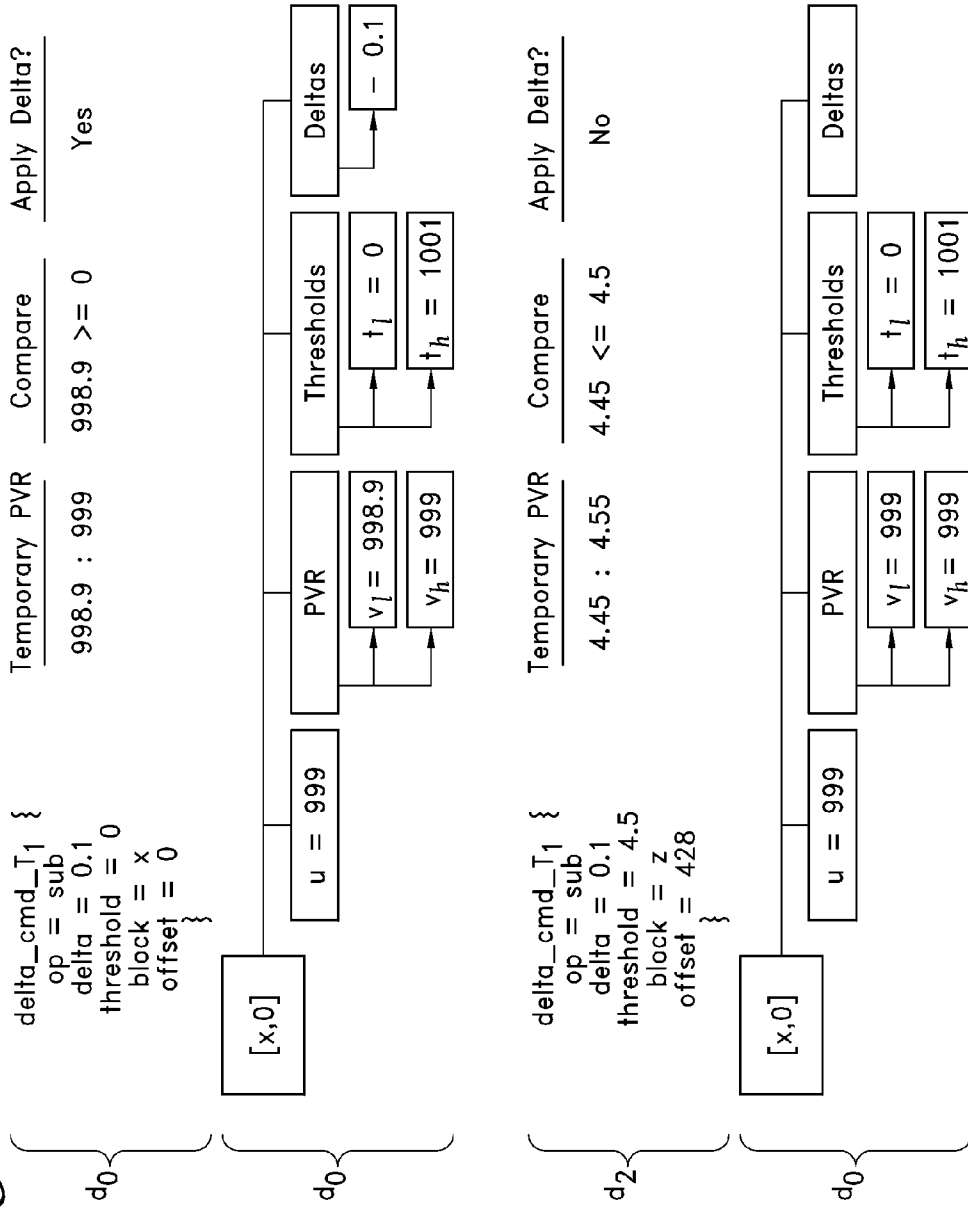 d0
delta_cmd_T1 {
op = sub
delta = 0.1
threshold = 0
block = x
offset = 0
}
Temporary PVR
998.9 : 999
Compare
998.9 >= 0
Apply Delta?
Yes
d0
[x,0]
u = 999
PVR
vl = 998.9
vh = 999
Thresholds
tl = 0
th = 1001
Deltas
- 0.1
d2
delta_cmd_T1 {
op = sub
delta = 0.1
threshold = 4.5
block = z
offset = 428
}
Temporary PVR
4.45 : 4.55
Compare
4.45 <= 4.5
Apply Delta?
No
d0
[x,0]
u = 999
PVR
vl = 999
vh = 999
Thresholds
tl = 0
th = 1001
Deltas